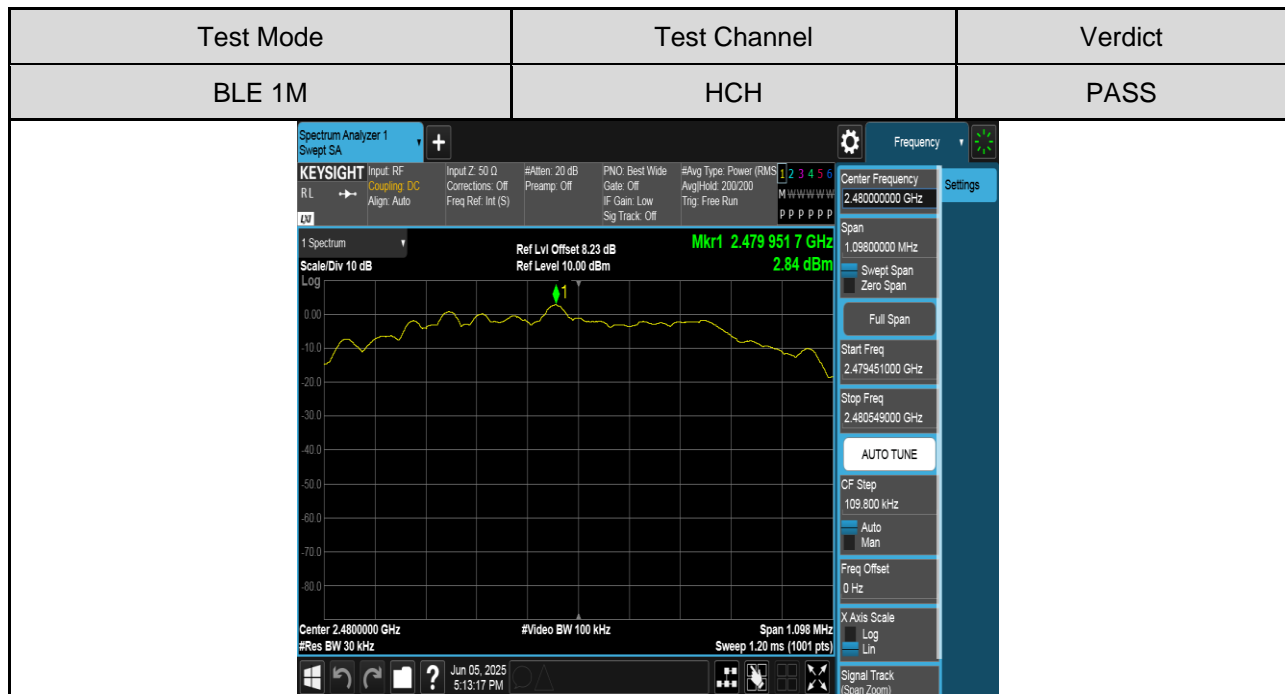 Test Mode Test Channel Verdict
BLE 1M HCH PASS
Spectrum Analyzer 1
Swept SA
+
Frequency
KEYSIGHT
R L
LXI
Input: RF
Coupling: DC
Align: Auto
Input Z: 50 Ω
Corrections: Off
Freq Ref: Int (S)
#Atten: 20 dB
Preamp: Off
PNO: Best Wide
Gate: Off
IF Gain: Low
Sig Track: Off
#Avg Type: Power (RMS
Avg|Hold: 200/200
Trig: Free Run
1 2 3 4 5 6
M W W W W W
P P P P P P
1 Spectrum
Scale/Div 10 dB
Ref Lvl Offset 8.23 dB
Ref Level 10.00 dBm
Mkr1 2.479 951 7 GHz
2.84 dBm
Log
1
0.00
-10.0
-20.0
-30.0
-40.0
-50.0
-60.0
-70.0
-80.0
Center 2.4800000 GHz
#Res BW 30 kHz
#Video BW 100 kHz
Span 1.098 MHz
Sweep 1.20 ms (1001 pts)
?
Jun 05, 2025
5:13:17 PM
Center Frequency
2.480000000 GHz
Settings
Span
1.09800000 MHz
Swept Span
Zero Span
Full Span
Start Freq
2.479451000 GHz
Stop Freq
2.480549000 GHz
AUTO TUNE
CF Step
109.800 kHz
Auto
Man
Freq Offset
0 Hz
X Axis Scale
Log
Lin
Signal Track
(Span Zoom)